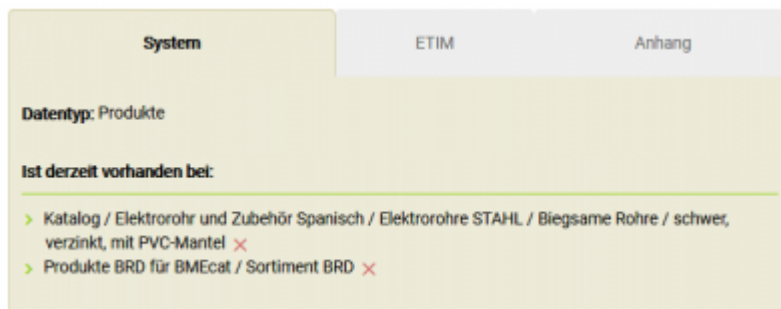 System
ETIM
Anhang
Datentyp: Produkte
Ist derzeit vorhanden bei:
Katalog / Elektrorohr und Zubehör Spanisch / Elektrorohre STAHL / Biegsame Rohre / schwer,
verzinkt, mit PVC-Mantel
Produkte BRD für BMEcat / Sortiment BRD